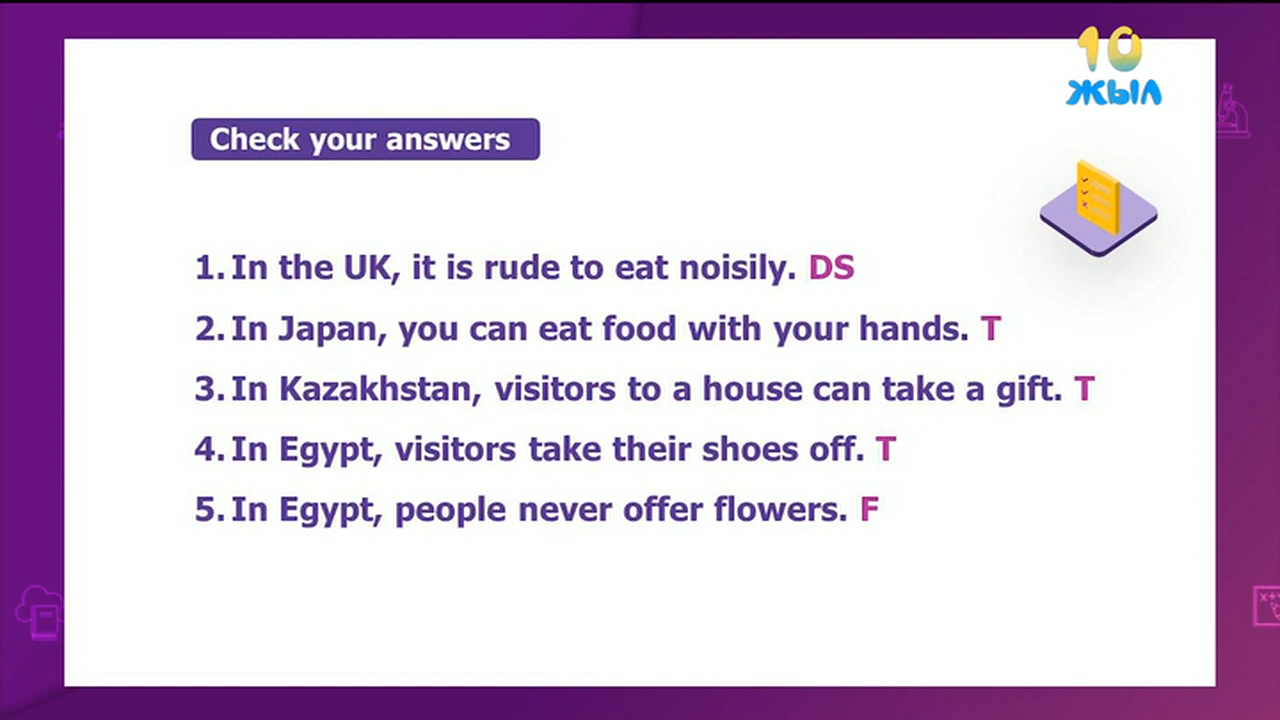 10
ЖЫЛ
Check your answers
1. In the UK, it is rude to eat noisily. DS
2. In Japan, you can eat food with your hands. T
3. In Kazakhstan, visitors to a house can take a gift. T
4. In Egypt, visitors take their shoes off. T
5. In Egypt, people never offer flowers. F